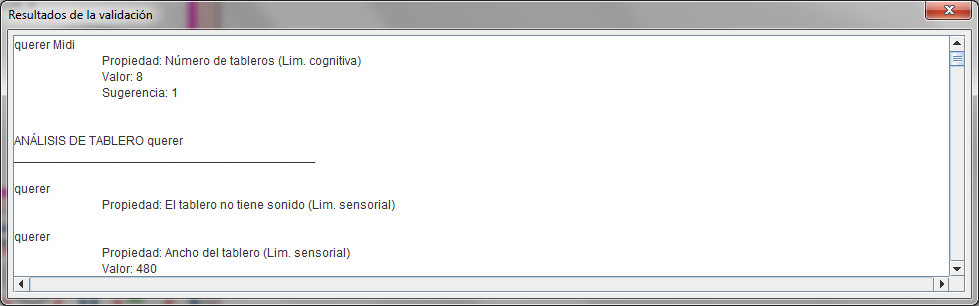 Resultados de la validación
querer Midi
Propiedad: Número de tableros (Lim. cognitiva)
Valor: 8
Sugerencia: 1
ANÁLISIS DE TABLERO querer
querer
Propiedad: El tablero no tiene sonido (Lim. sensorial)
querer
Propiedad: Ancho del tablero (Lim. sensorial)
Valor: 480